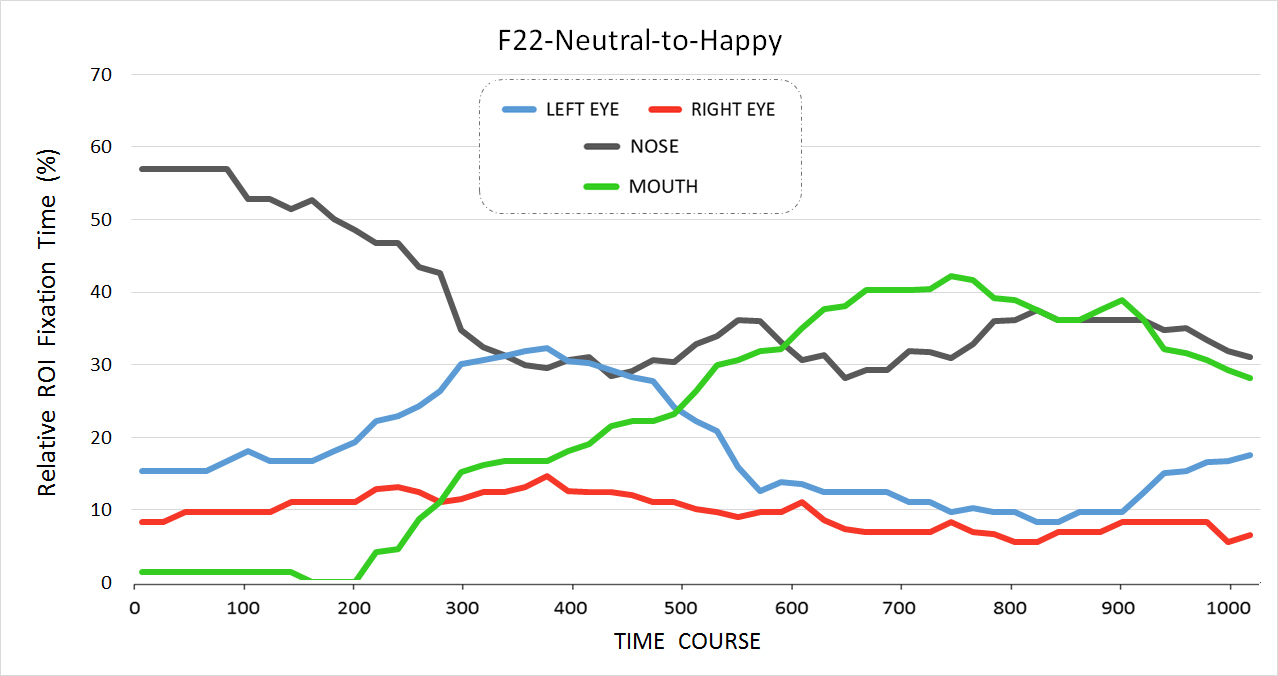 F22-Neutral-to-Happy
70
LEFT EYE RIGHT EYE
60
NOSE
MOUTH
50
40
30
20
10
0
Relative ROI Fixation Time (%)
0 100 200 300 400 500 600 700 800 900 1000
TIME COURSE